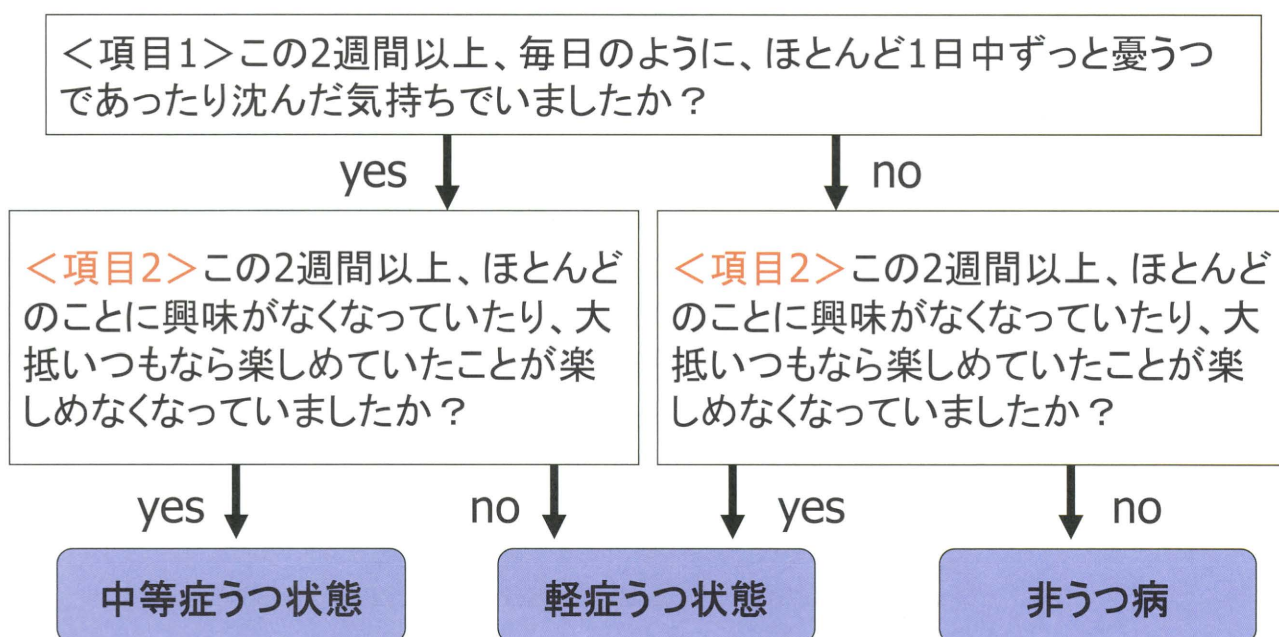 ＜項目1＞この2週間以上、毎日のように、ほとんど1日中ずっと憂うつ
であったり沈んだ気持ちでいましたか？
yes
no
＜項目2＞この2週間以上、ほとんど
のことに興味がなくなっていたり、大
抵いつもなら楽しめていたことが楽
しめなくなっていましたか？
＜項目2＞この2週間以上、ほとんど
のことに興味がなくなっていたり、大
抵いつもなら楽しめていたことが楽
しめなくなっていましたか？
yes
no
yes
no
中等症うつ状態
軽症うつ状態
非うつ病